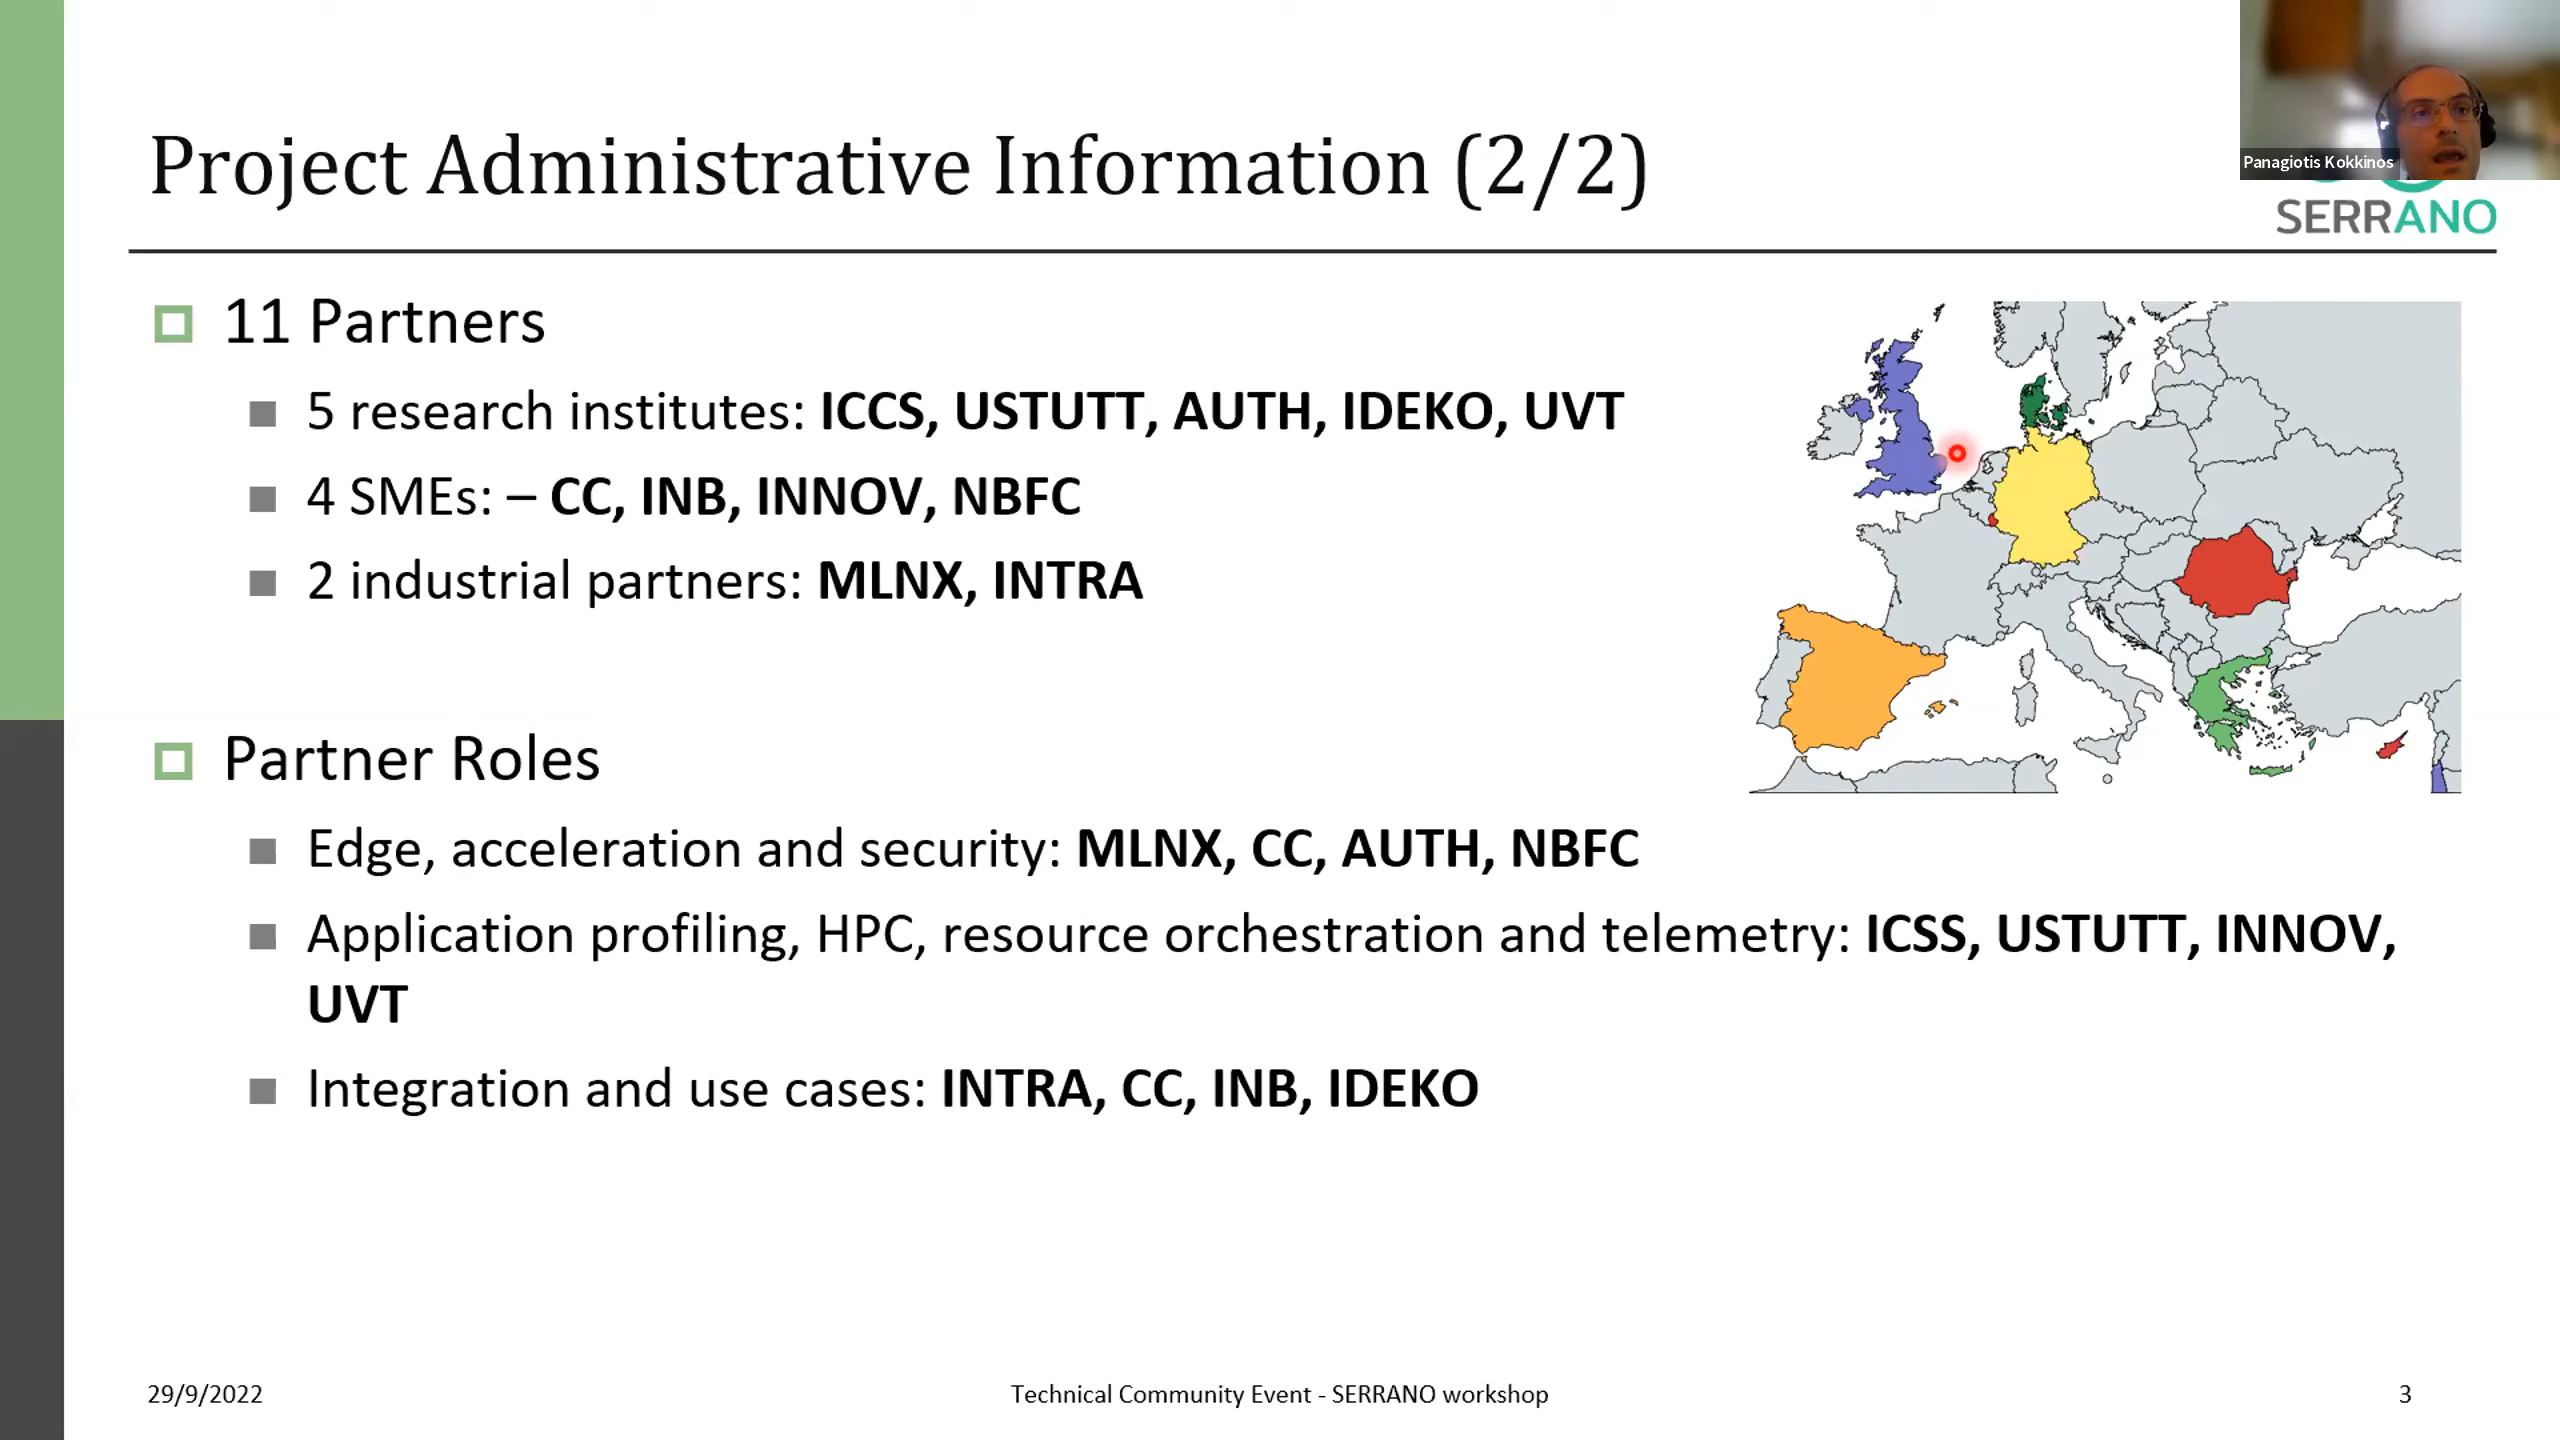 Project Administrative Information (2/2)
Panagiotis Kokkinos
SERRANO
11 Partners
5 research institutes: ICCS, USTUTT, AUTH, IDEKO, UVT
4 SMEs: – CC, INB, INNOV, NBFC
2 industrial partners: MLNX, INTRA
Partner Roles
Edge, acceleration and security: MLNX, CC, AUTH, NBFC
Application profiling, HPC, resource orchestration and telemetry: ICSS, USTUTT, INNOV,
UVT
Integration and use cases: INTRA, CC, INB, IDEKO
29/9/2022
Technical Community Event - SERRANO workshop
3